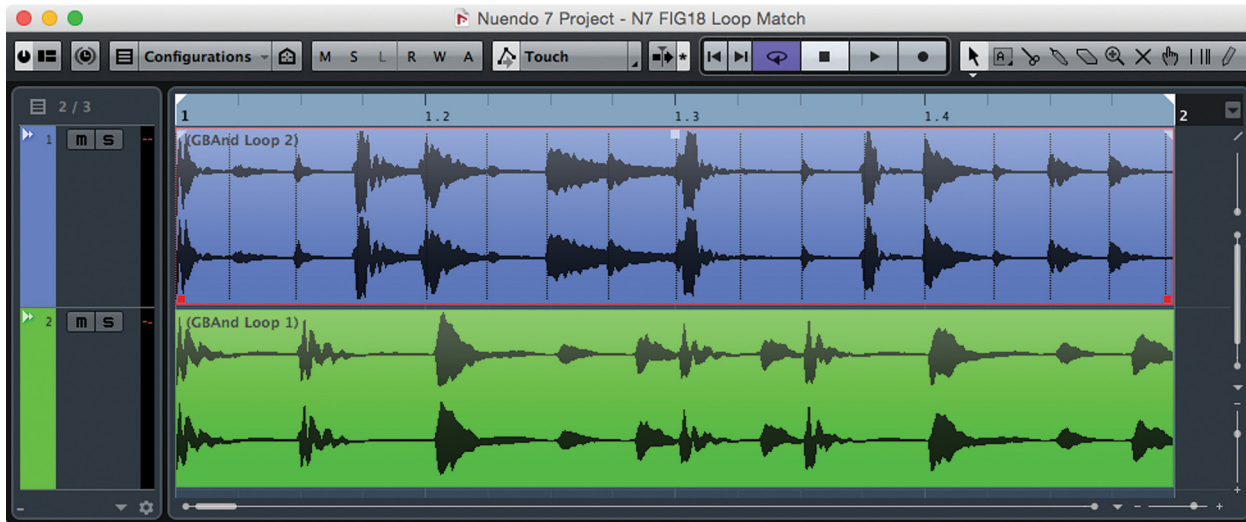 Nuendo 7 Project - N7 FIG18 Loop Match
Configurations M S L R W A Touch *
2 / 3
1 1.2 1.3 1.4 2
1 m S --
(GBAnd Loop 2)
2 m S --
(GBAnd Loop 1)